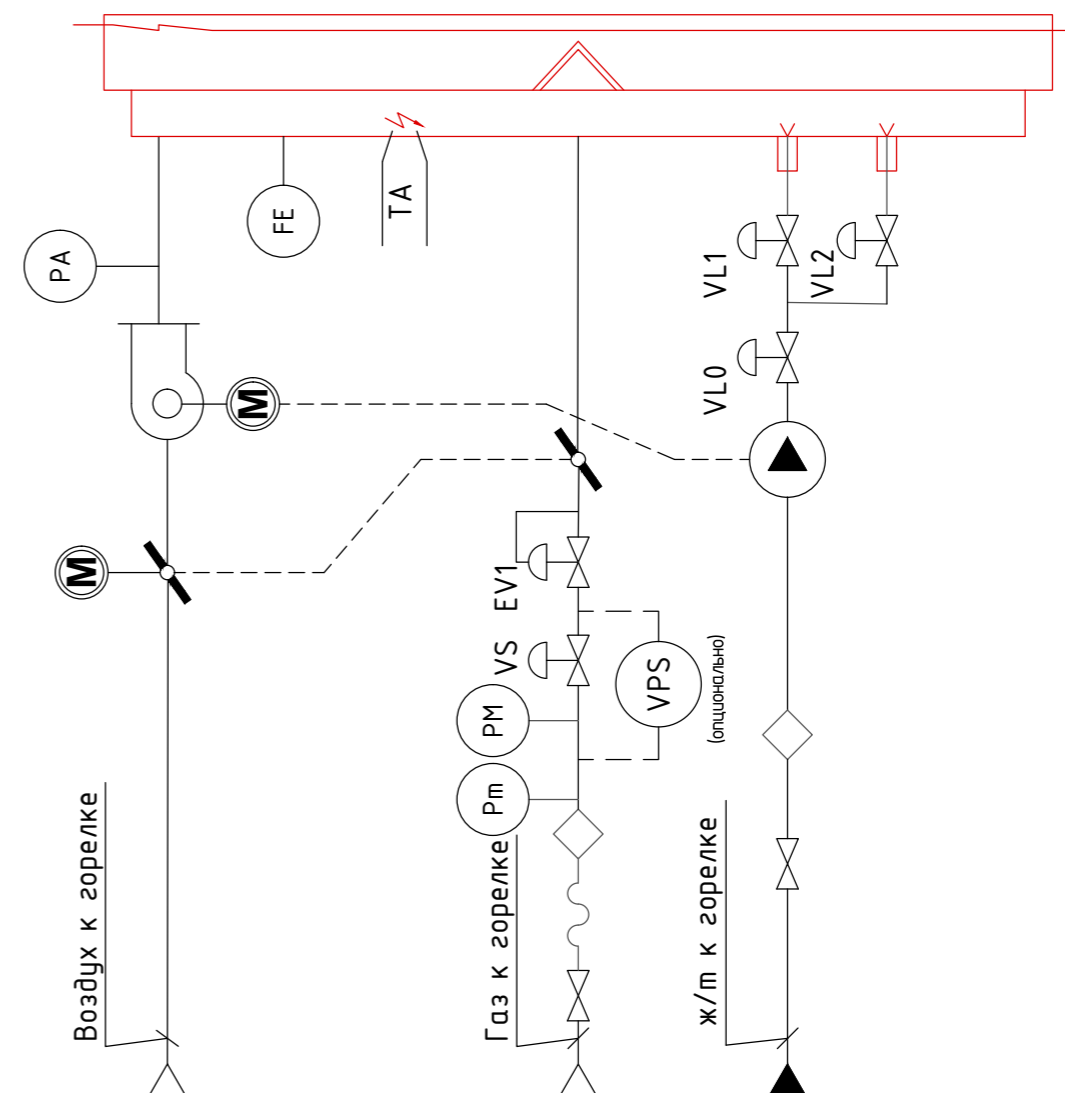 PA
FE
TA
VL1
VL2
VL0
M
M
EV1
VS
VPS
(опционально)
PM
Pm
Воздух к горелке
Газ к горелке
ж/т к горелке